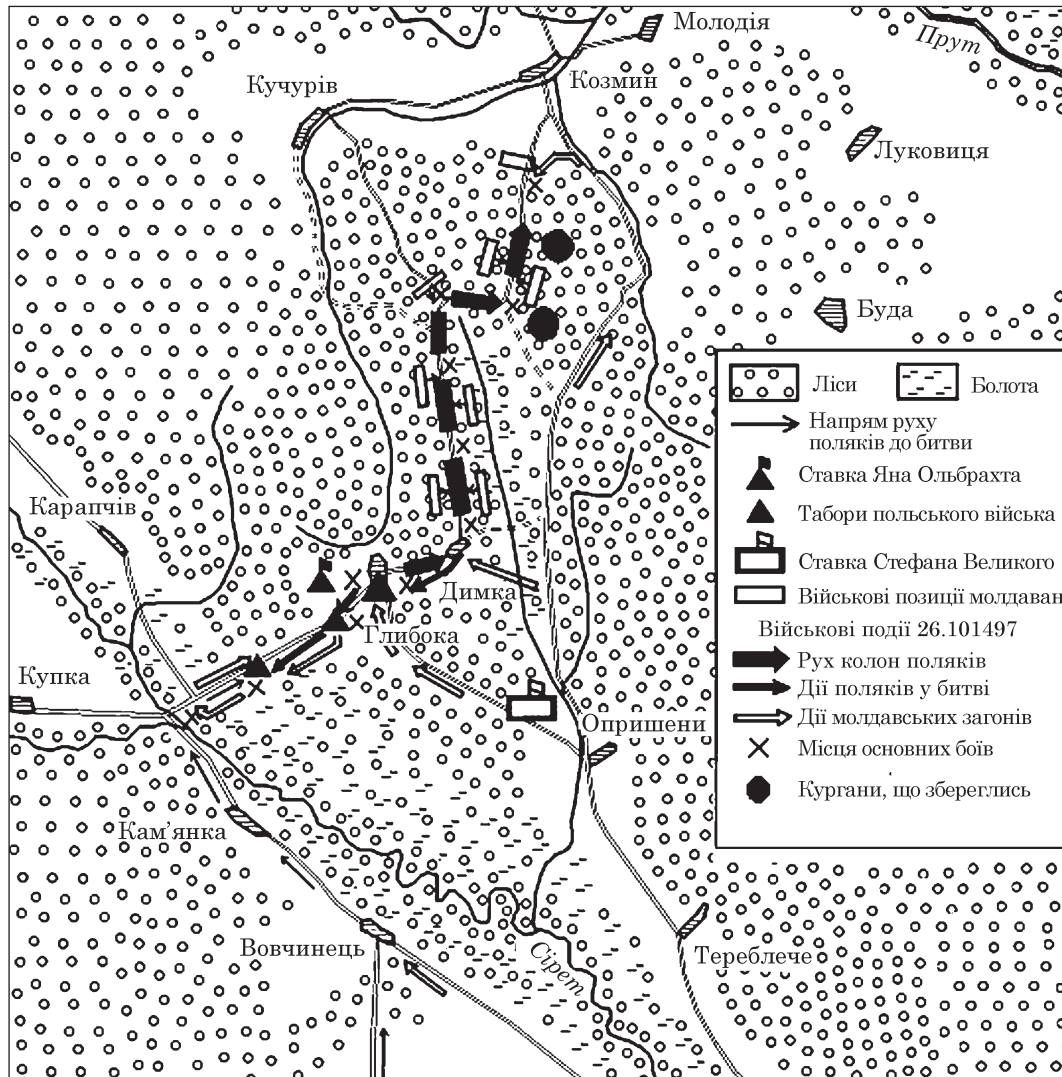 Молодія
Прут
Кучурів
Козмин
Луковиця
Буда
Ліси
Болота
Напрям руху
поляків до битви
Ставка Яна Ольбрахта
Табори польського війська
Ставка Стефана Великого
Військові позиції молдаван
Військові події 26.101497
Рух колон поляків
Дії поляків у битві
Дії молдавських загонів
Місця основних боїв
Кургани, що збереглись
Карапчів
Димка
Глибока
Купка
Опришени
Кам’янка
Вовчинець
Сірет
Тереблече